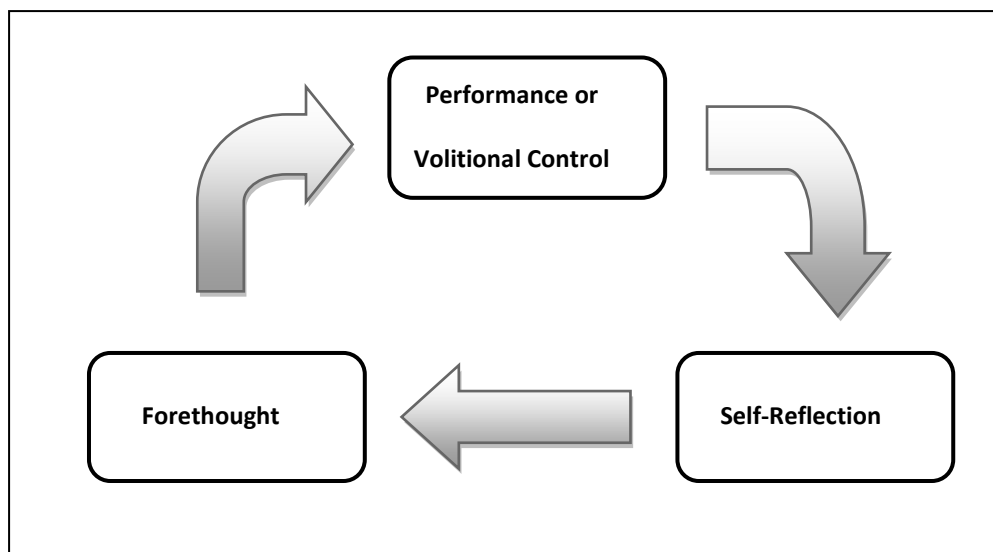 Performance or
Volitional Control
Forethought
Self-Reflection